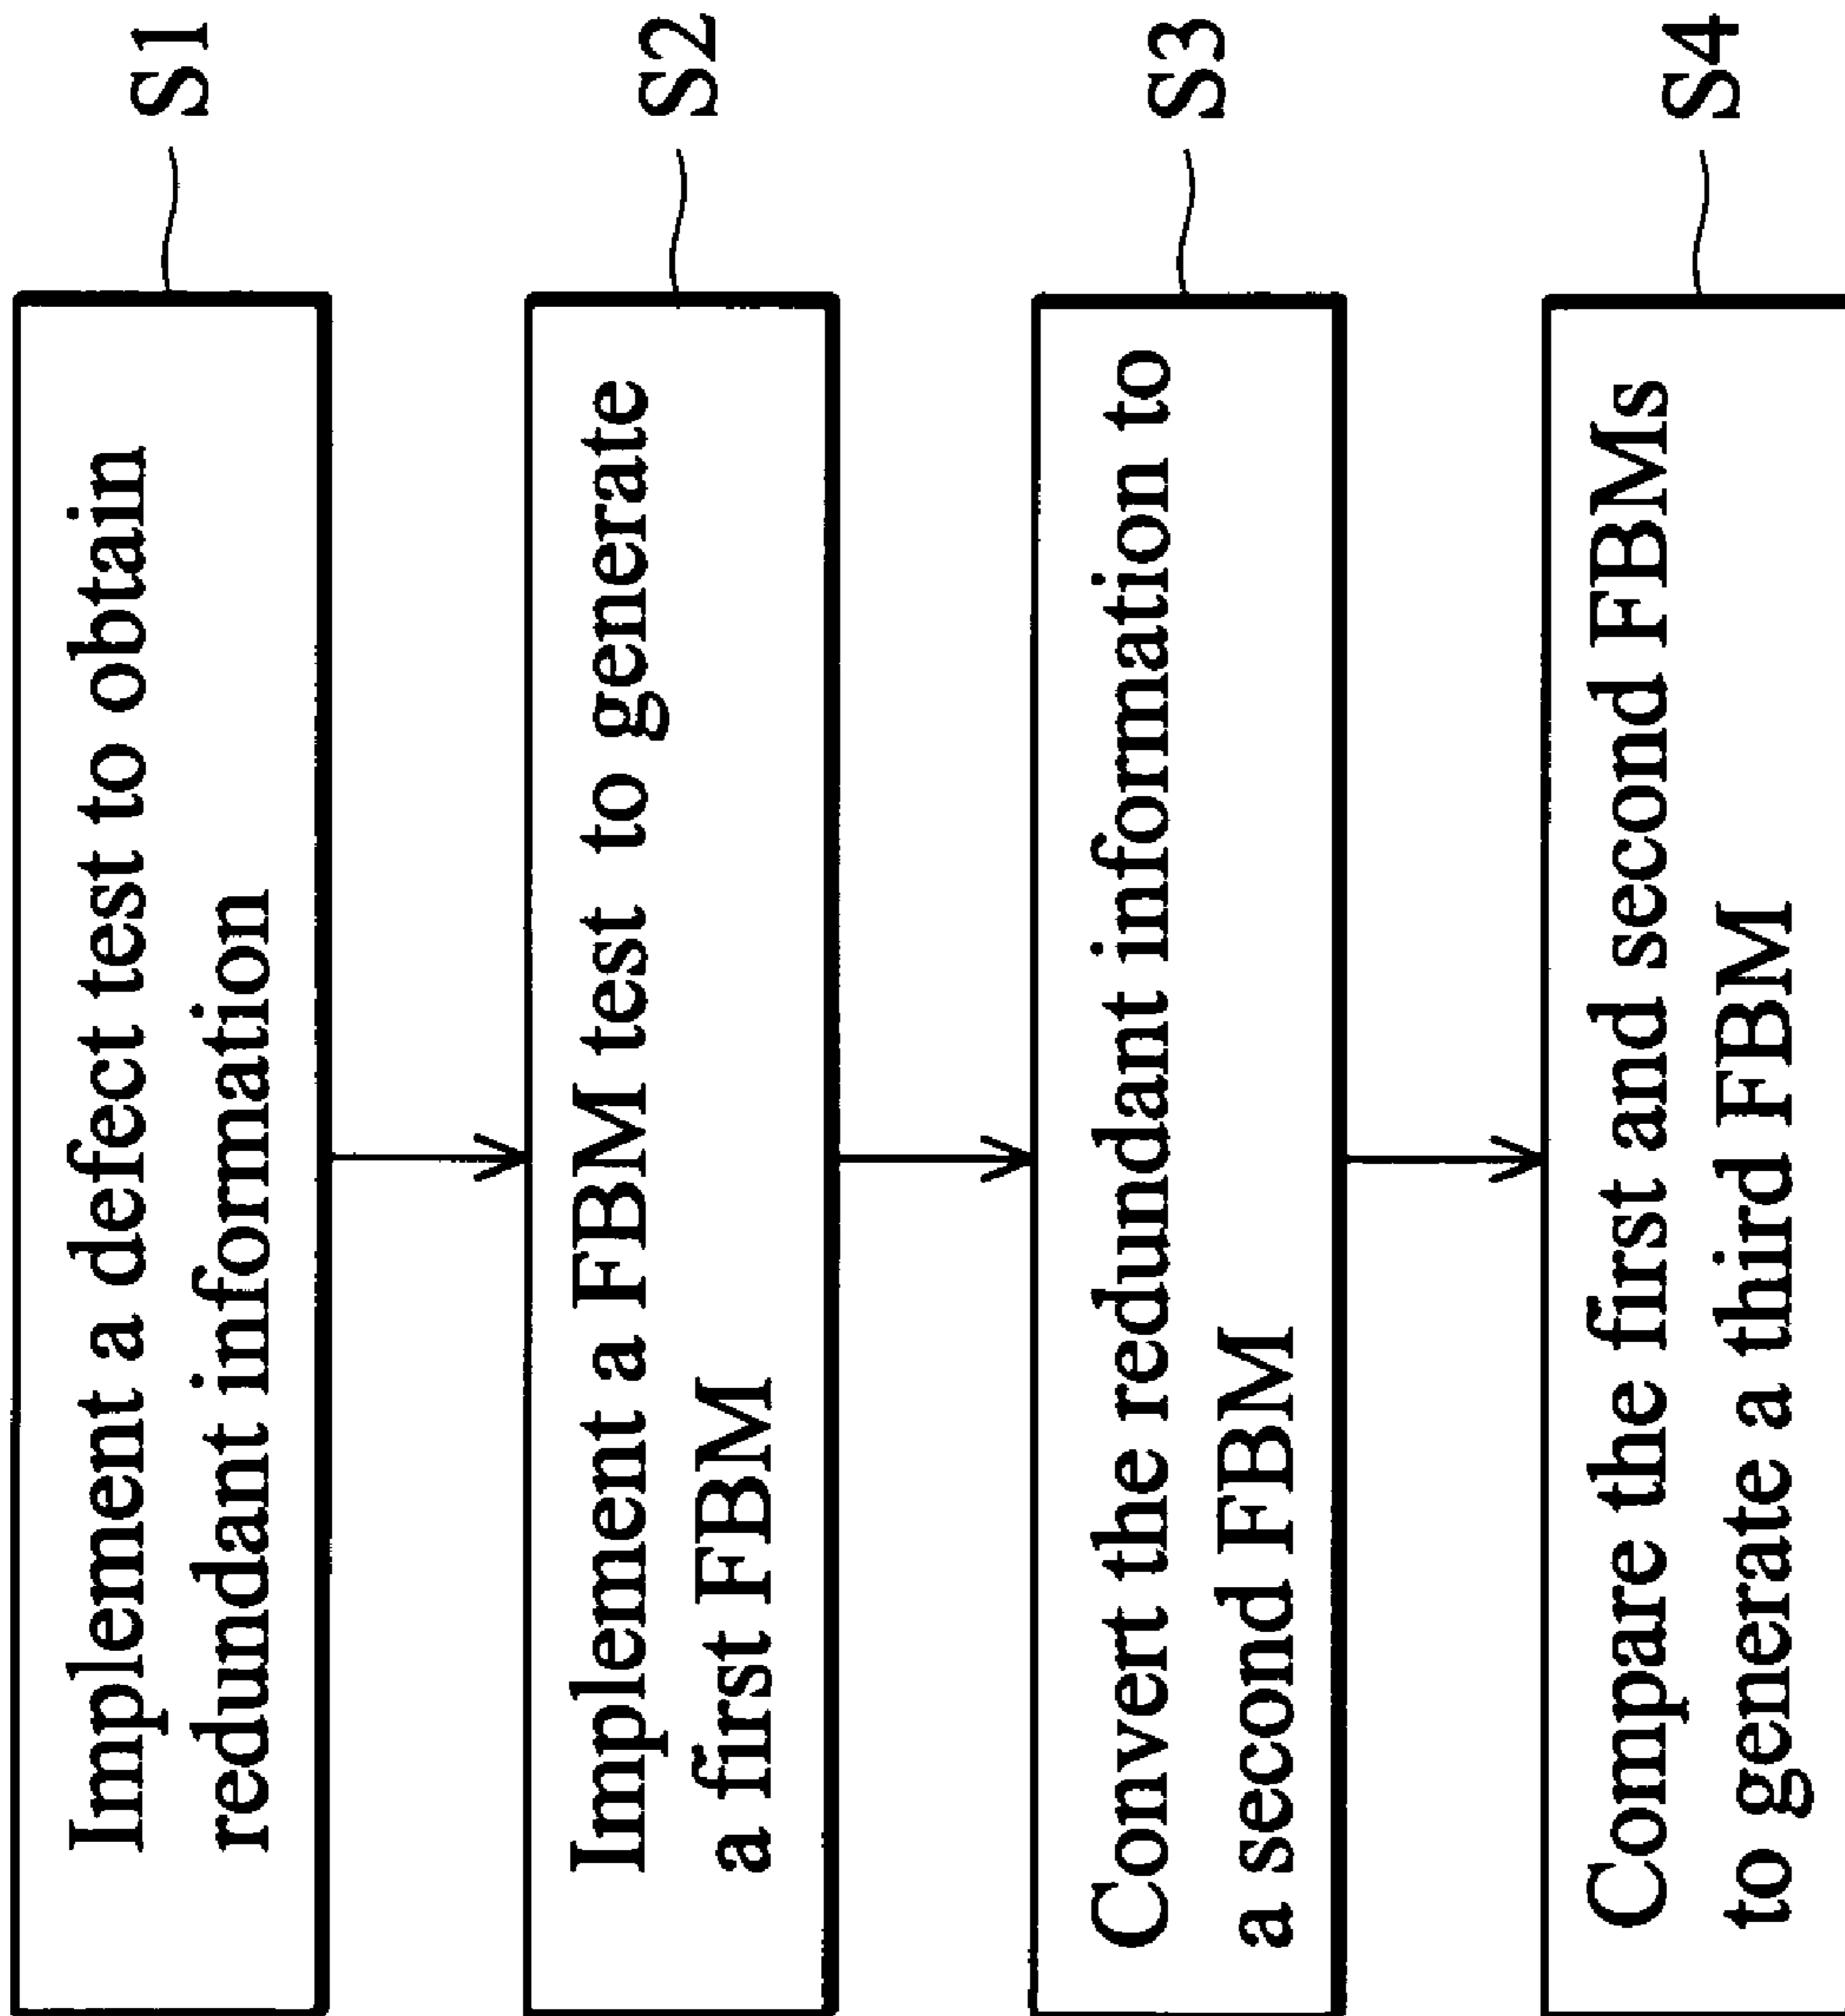 Implement a defect test to obtain
redundant information
S1
Implement a FBM test to generate
a first FBM
S2
Convert the redundant information to
a second FBM
S3
Compare the first and second FBMs
to generate a third FBM
S4